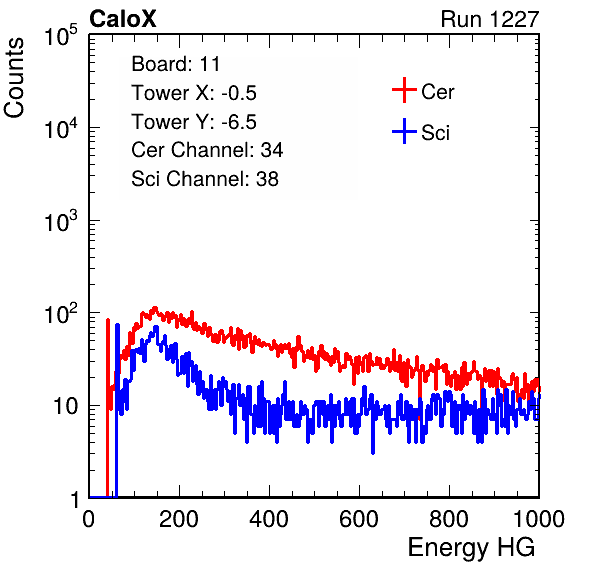 CaloX Run 1227
Counts
Board: 11
Tower X: -0.5
Tower Y: -6.5
Cer Channel: 34
Sci Channel: 38
Cer
Sci
10^5
10^4
10^3
10^2
10
1
0 200 400 600 800 1000
Energy HG